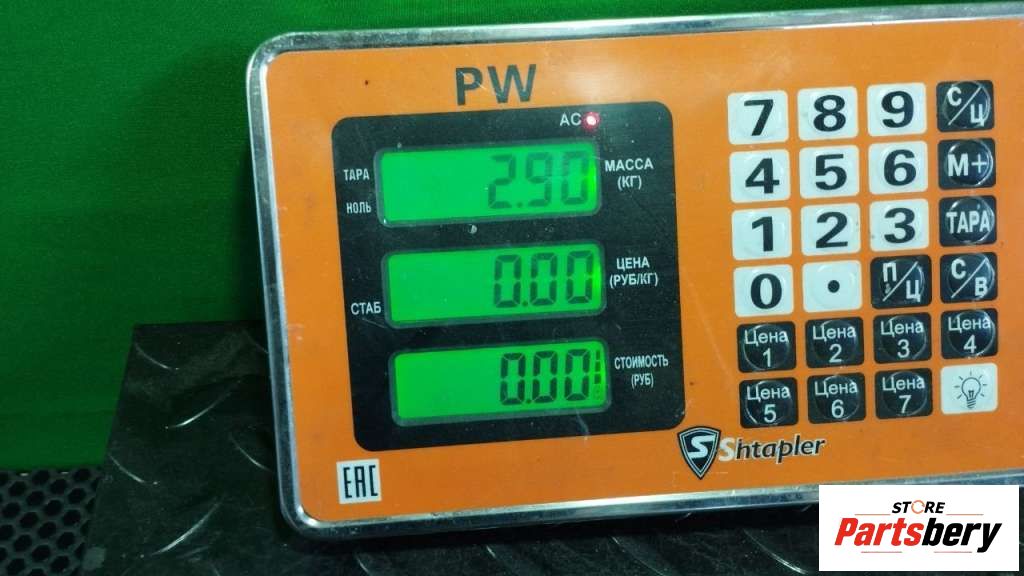 PW
AC
ТАРА
НОЛЬ
2.90
МАССА
(КГ)
СТАБ
0.00
ЦЕНА
(РУБ/КГ)
0.00
СТОИМОСТЬ
(РУБ)
7 8 9 С/Ц
4 5 6 М+
1 2 3 ТАРА
0 . П/Ц С/В
Цена 1 Цена 2 Цена 3 Цена 4
Цена 5 Цена 6 Цена 7
S Shtapler
EAC
STORE
Partsbery